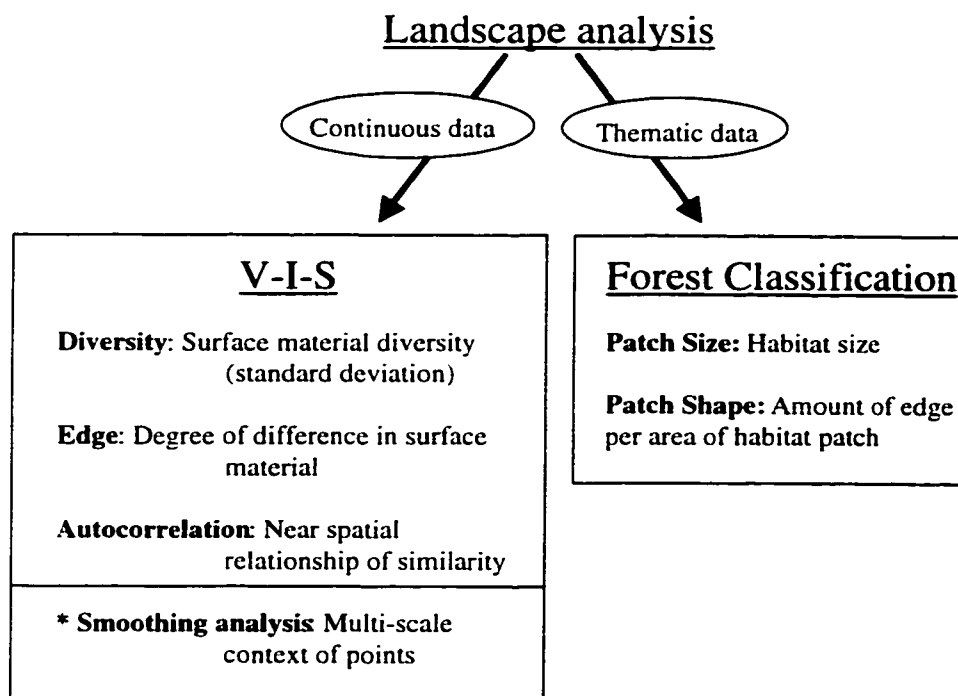 Landscape analysis
Continuous data
Thematic data
V-I-S
Diversity: Surface material diversity
(standard deviation)
Edge: Degree of difference in surface
material
Autocorrelation: Near spatial
relationship of similarity
* Smoothing analysis: Multi-scale
context of points
Forest Classification
Patch Size: Habitat size
Patch Shape: Amount of edge
per area of habitat patch